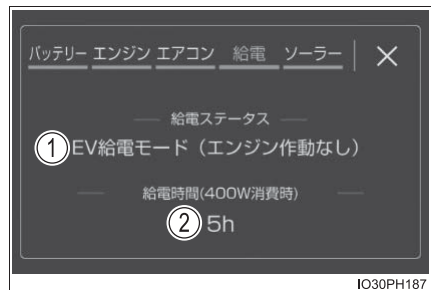 バッテリー エンジン エアコン 給電 ソーラー ×
給電ステータス
① EV給電モード（エンジン作動なし）
給電時間(400W消費時)
② 5h
IO30PH187